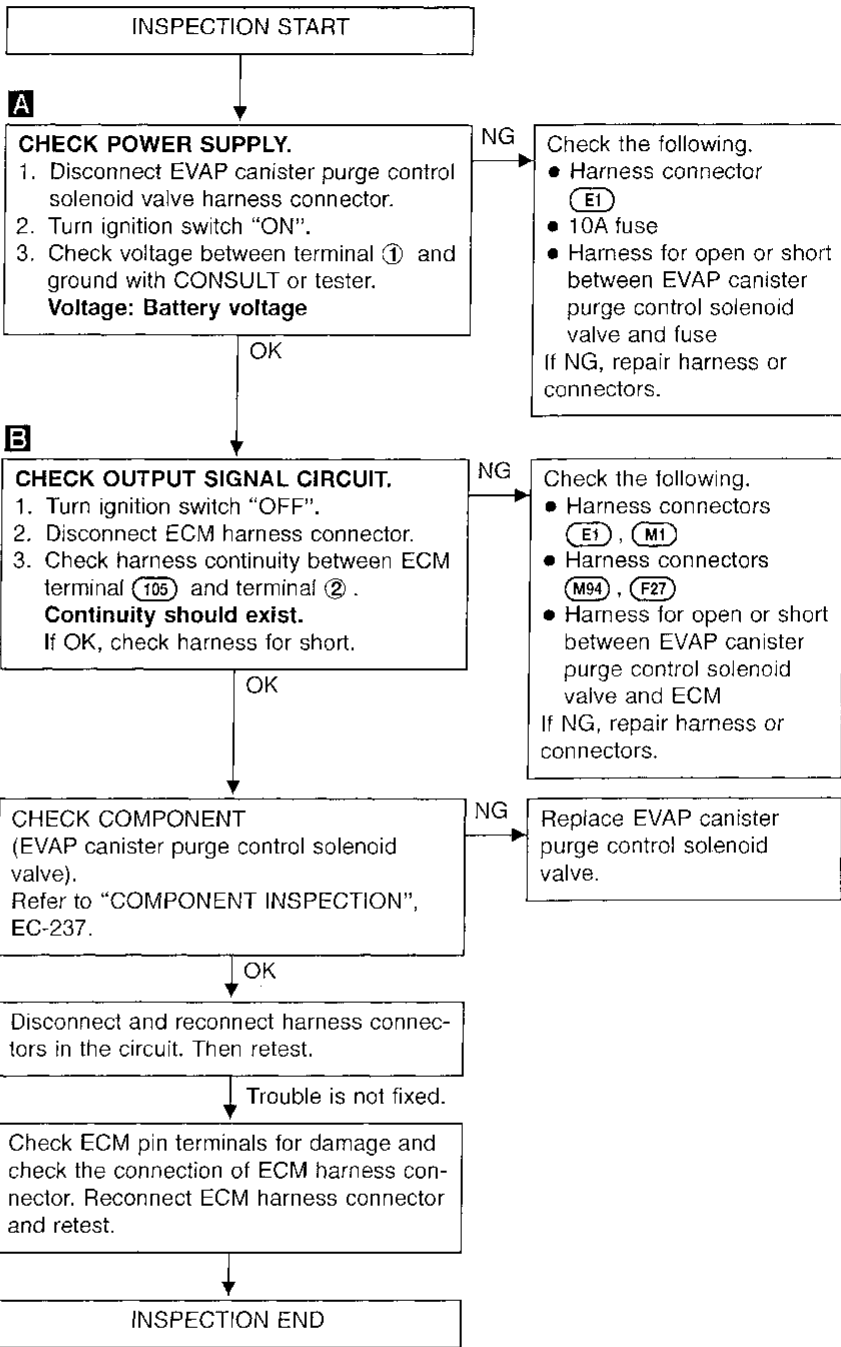 INSPECTION START
A
CHECK POWER SUPPLY.
1. Disconnect EVAP canister purge control
solenoid valve harness connector.
2. Turn ignition switch “ON”.
3. Check voltage between terminal ① and
ground with CONSULT or tester.
Voltage: Battery voltage
NG
Check the following.
● Harness connector
E1
● 10A fuse
● Harness for open or short
between EVAP canister
purge control solenoid
valve and fuse
If NG, repair harness or
connectors.
OK
B
CHECK OUTPUT SIGNAL CIRCUIT.
1. Turn ignition switch “OFF”.
2. Disconnect ECM harness connector.
3. Check harness continuity between ECM
terminal 105 and terminal ② .
Continuity should exist.
If OK, check harness for short.
NG
Check the following.
● Harness connectors
E1 , M1
● Harness connectors
M94 , F27
● Harness for open or short
between EVAP canister
purge control solenoid
valve and ECM
If NG, repair harness or
connectors.
OK
CHECK COMPONENT
(EVAP canister purge control solenoid
valve).
Refer to “COMPONENT INSPECTION”,
EC-237.
NG
Replace EVAP canister
purge control solenoid
valve.
OK
Disconnect and reconnect harness connec-
tors in the circuit. Then retest.
Trouble is not fixed.
Check ECM pin terminals for damage and
check the connection of ECM harness con-
nector. Reconnect ECM harness connector
and retest.
INSPECTION END